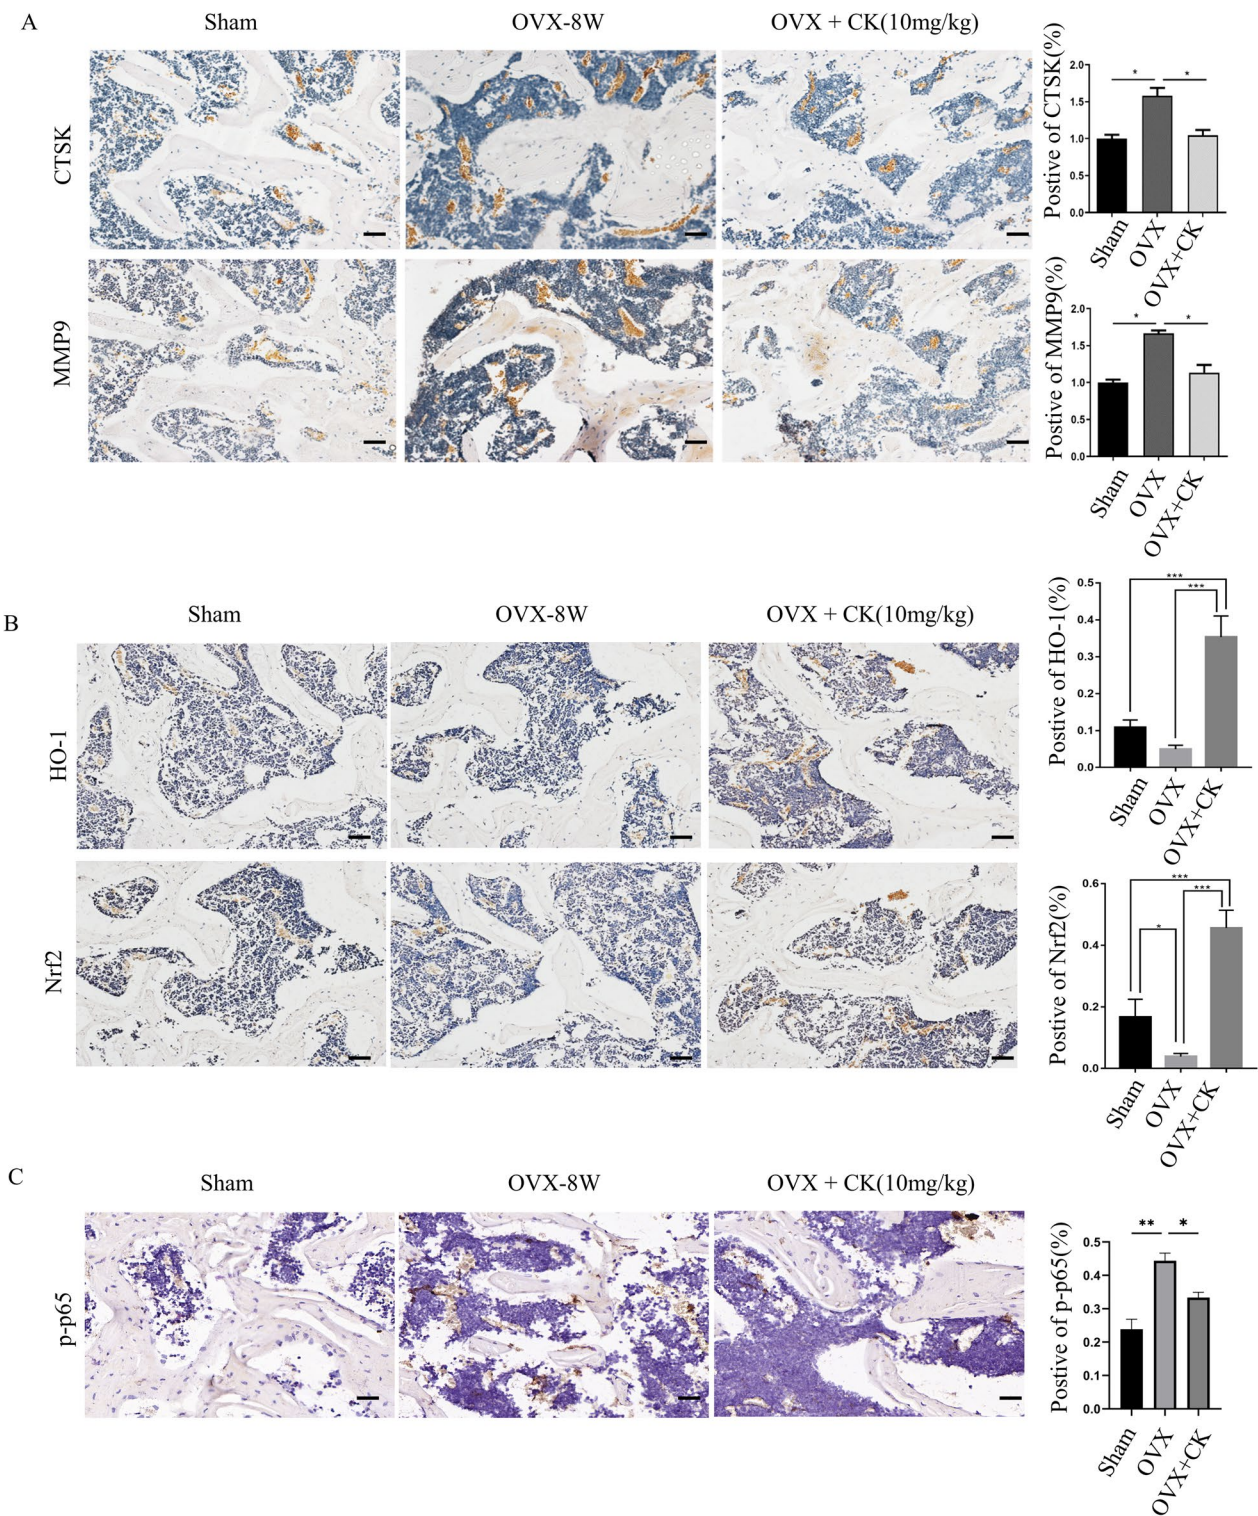 A
Sham
OVX-8W
OVX + CK(10mg/kg)
CTSK
Postive of CTSK(%)
2.0
1.5
1.0
0.5
0.0
*
*
Sham
OVX
OVX+CK
MMP9
Postive of MMP9(%)
2.0
1.5
1.0
0.5
0.0
*
*
Sham
OVX
OVX+CK
B
Sham
OVX-8W
OVX + CK(10mg/kg)
HO-1
Postive of HO-1(%)
0.5
0.4
0.3
0.2
0.1
0.0
***
***
Sham
OVX
OVX+CK
Nrf2
Postive of Nrf2(%)
0.6
0.4
0.2
0.0
***
***
*
Sham
OVX
OVX+CK
C
Sham
OVX-8W
OVX + CK(10mg/kg)
p-p65
Postive of p-p65(%)
0.5
0.4
0.3
0.2
0.1
0.0
**
*
Sham
OVX
OVX+CK